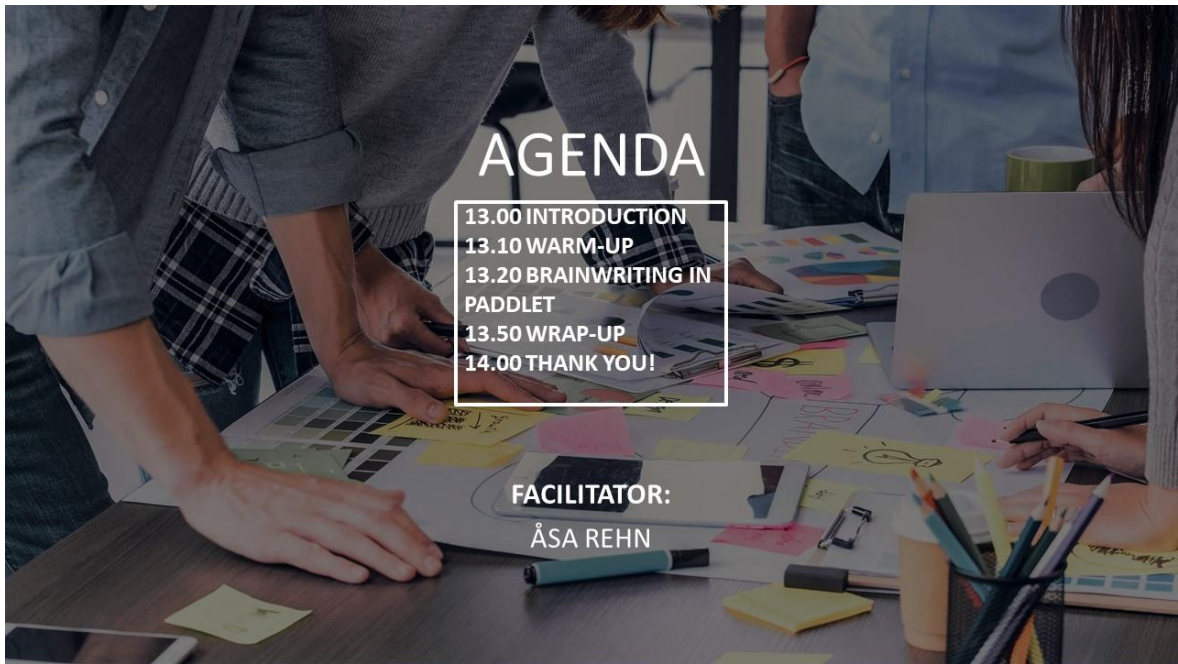 AGENDA
13.00 INTRODUCTION
13.10 WARM-UP
13.20 BRAINWRITING IN
PADDLET
13.50 WRAP-UP
14.00 THANK YOU!
FACILITATOR:
ÅSA REHN